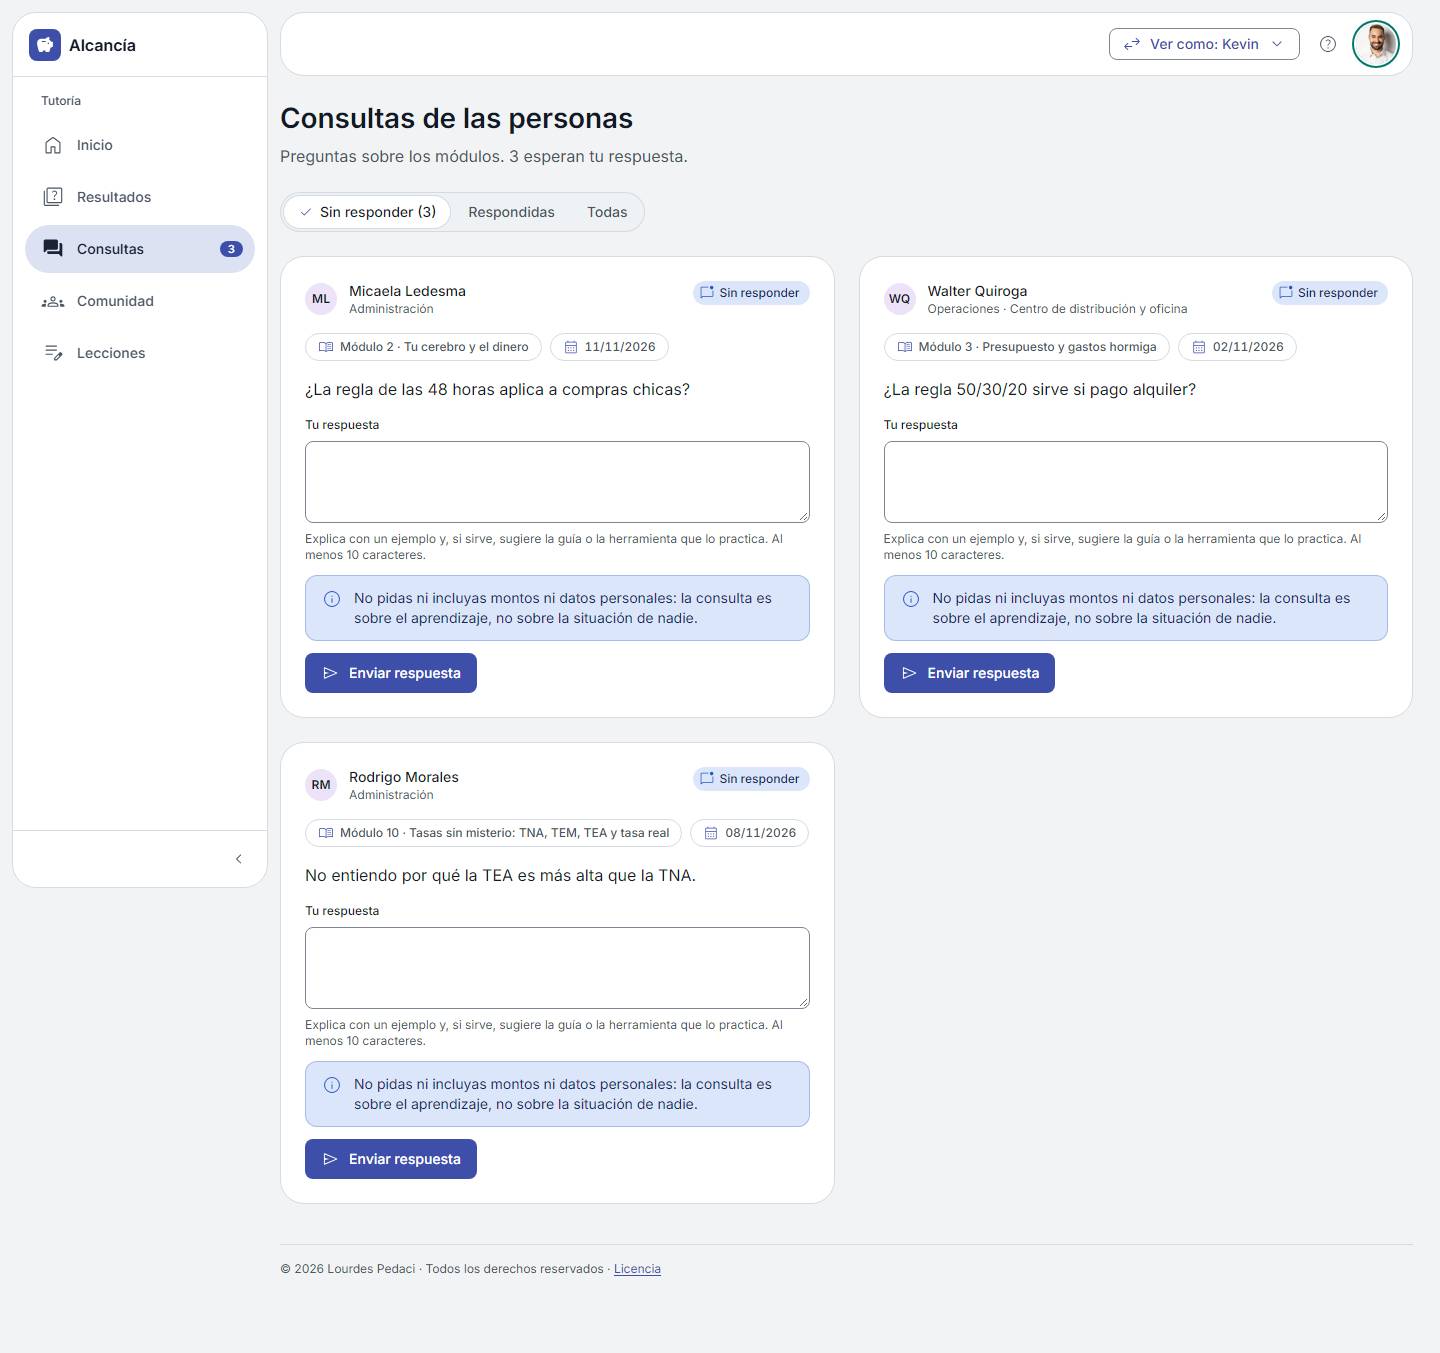 Alcancía
Ver como: Kevin
Tutoría
Inicio
Resultados
Consultas
3
Comunidad
Lecciones
Consultas de las personas
Preguntas sobre los módulos. 3 esperan tu respuesta.
Sin responder (3)
Respondidas
Todas
ML
Micaela Ledesma
Administración
Sin responder
Módulo 2 · Tu cerebro y el dinero
11/11/2026
¿La regla de las 48 horas aplica a compras chicas?
Tu respuesta
Explica con un ejemplo y, si sirve, sugiere la guía o la herramienta que lo practica. Al
menos 10 caracteres.
No pidas ni incluyas montos ni datos personales: la consulta es
sobre el aprendizaje, no sobre la situación de nadie.
Enviar respuesta
WQ
Walter Quiroga
Operaciones · Centro de distribución y oficina
Sin responder
Módulo 3 · Presupuesto y gastos hormiga
02/11/2026
¿La regla 50/30/20 sirve si pago alquiler?
Tu respuesta
Explica con un ejemplo y, si sirve, sugiere la guía o la herramienta que lo practica. Al
menos 10 caracteres.
No pidas ni incluyas montos ni datos personales: la consulta es
sobre el aprendizaje, no sobre la situación de nadie.
Enviar respuesta
RM
Rodrigo Morales
Administración
Sin responder
Módulo 10 · Tasas sin misterio: TNA, TEM, TEA y tasa real
08/11/2026
No entiendo por qué la TEA es más alta que la TNA.
Tu respuesta
Explica con un ejemplo y, si sirve, sugiere la guía o la herramienta que lo practica. Al
menos 10 caracteres.
No pidas ni incluyas montos ni datos personales: la consulta es
sobre el aprendizaje, no sobre la situación de nadie.
Enviar respuesta
© 2026 Lourdes Pedaci · Todos los derechos reservados · Licencia